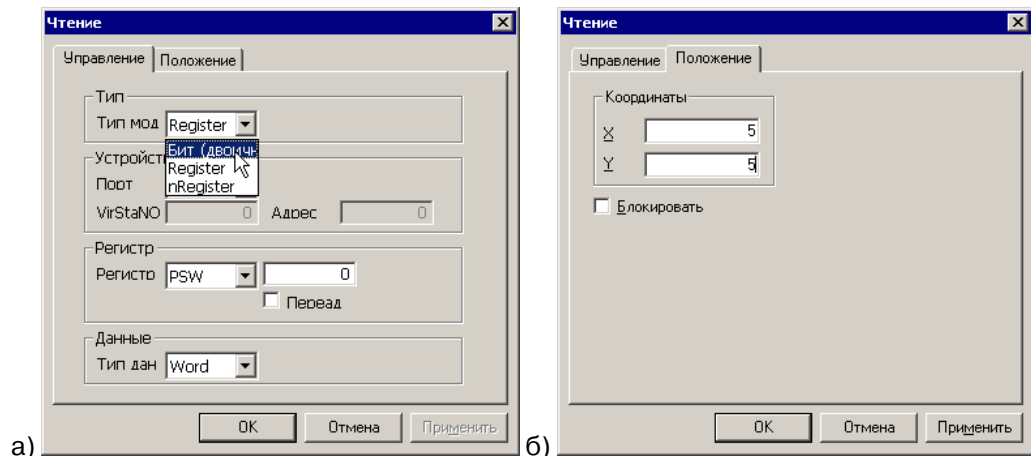 Чтение
Управление Положение
Тип
Тип мод Register
Бит (двоичн
Register
nRegister
Устройст
Порт
VirStaNO 0 Адрес 0
Регистр
Регистр PSW 0
Переад
Данные
Тип дан Word
OK Отмена Применить
а)
Чтение
Управление Положение
Координаты
X 5
Y 5
Блокировать
OK Отмена Применить
б)